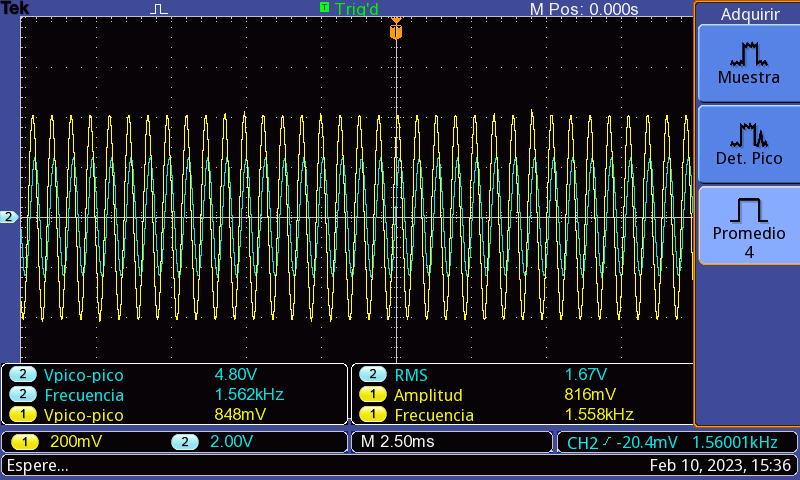 Tek T Trig'd M Pos: 0.000s
Adquirir
T
Muestra
Det. Pico
2
Promedio
4
2 Vpico-pico 4.80V 2 RMS 1.67V
2 Frecuencia 1.562kHz 1 Amplitud 816mV
1 Vpico-pico 848mV 1 Frecuencia 1.558kHz
1 200mV 2 2.00V M 2.50ms CH2 -20.4mV 1.56001kHz
Espere... Feb 10, 2023, 15:36